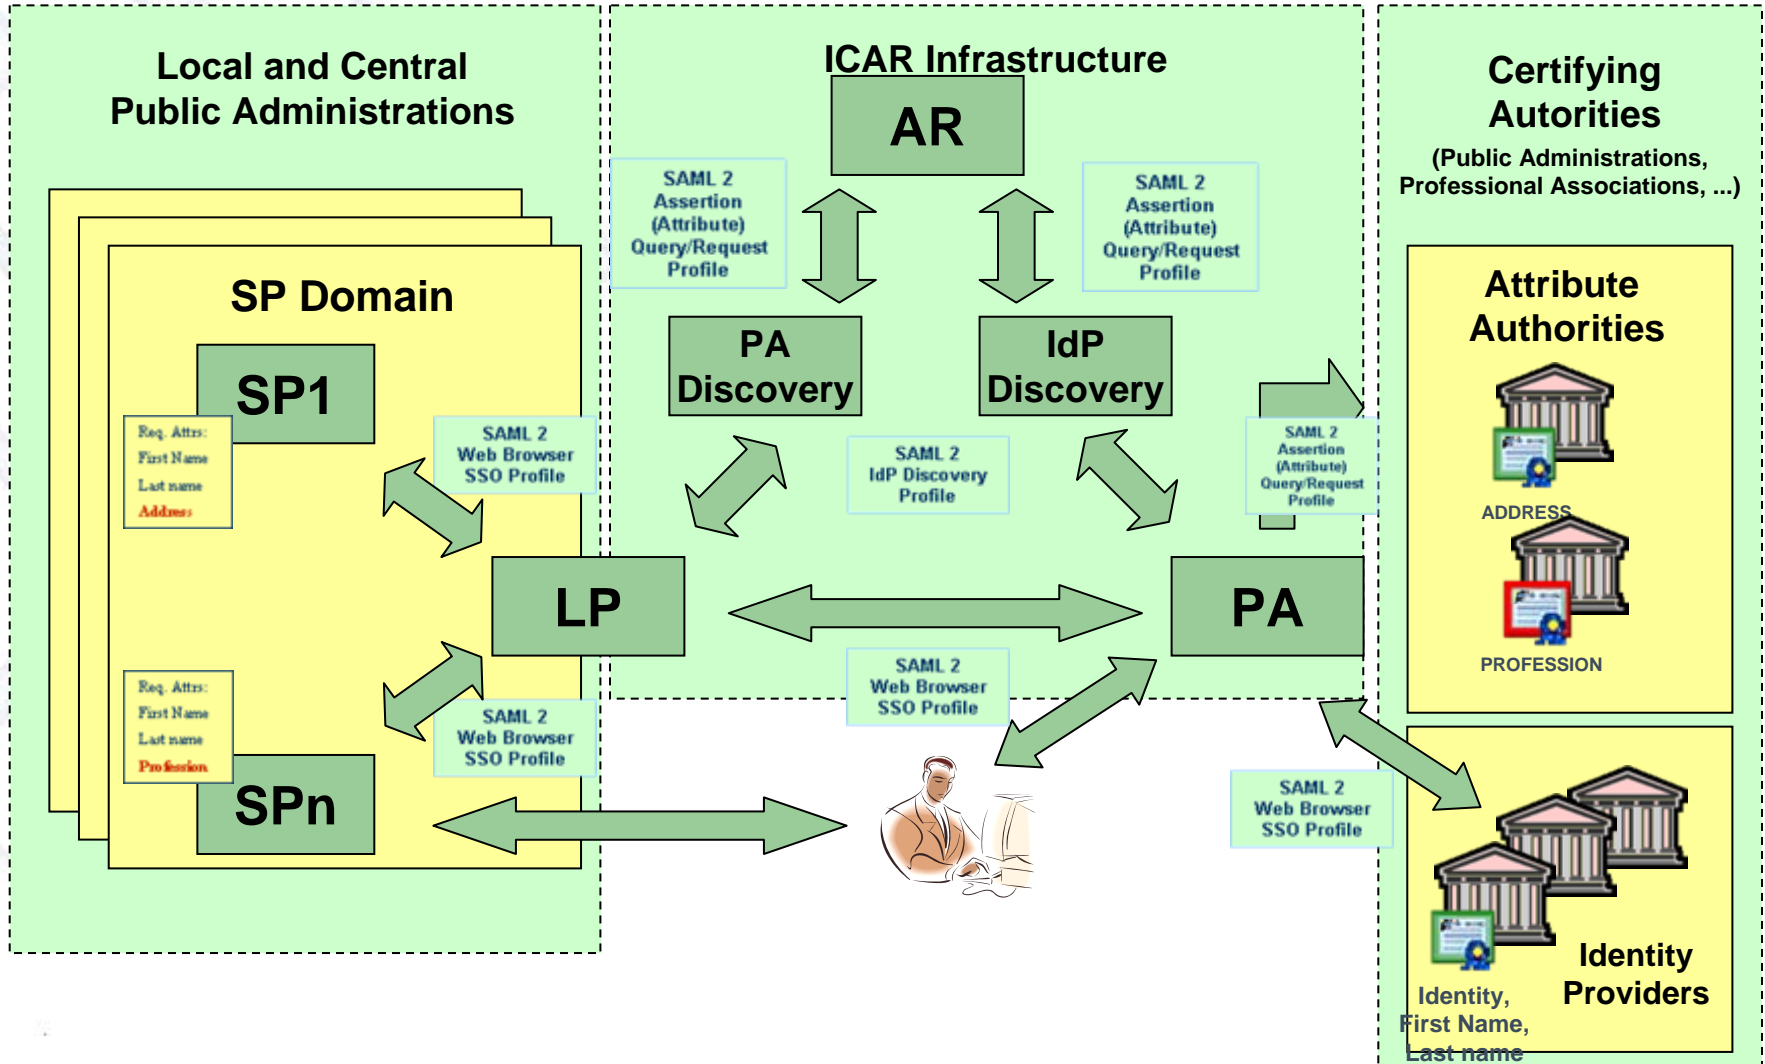 Local and Central
Public Administrations
SP Domain
SP1
Req. Attrs:
First Name
Last name
Address
SAML 2
Web Browser
SSO Profile
LP
Req. Attrs:
First Name
Last name
Profession
SAML 2
Web Browser
SSO Profile
SPn
ICAR Infrastructure
AR
SAML 2
Assertion
(Attribute)
Query/Request
Profile
SAML 2
Assertion
(Attribute)
Query/Request
Profile
PA
Discovery
IdP
Discovery
SAML 2
IdP Discovery
Profile
SAML 2
Assertion
(Attribute)
Query/Request
Profile
PA
SAML 2
Web Browser
SSO Profile
SAML 2
Web Browser
SSO Profile
Certifying
Autorities
(Public Administrations,
Professional Associations, ...)
Attribute
Authorities
ADDRESS
PROFESSION
Identity
Providers
Identity,
First Name,
Last name